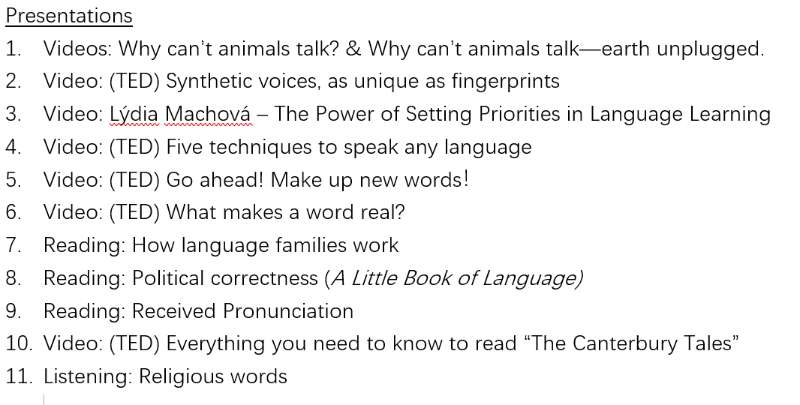 Presentations
1. Videos: Why can’t animals talk? & Why can’t animals talk—earth unplugged.
2. Video: (TED) Synthetic voices, as unique as fingerprints
3. Video: Lýdia Machová – The Power of Setting Priorities in Language Learning
4. Video: (TED) Five techniques to speak any language
5. Video: (TED) Go ahead! Make up new words!
6. Video: (TED) What makes a word real?
7. Reading: How language families work
8. Reading: Political correctness (A Little Book of Language)
9. Reading: Received Pronunciation
10. Video: (TED) Everything you need to know to read “The Canterbury Tales”
11. Listening: Religious words